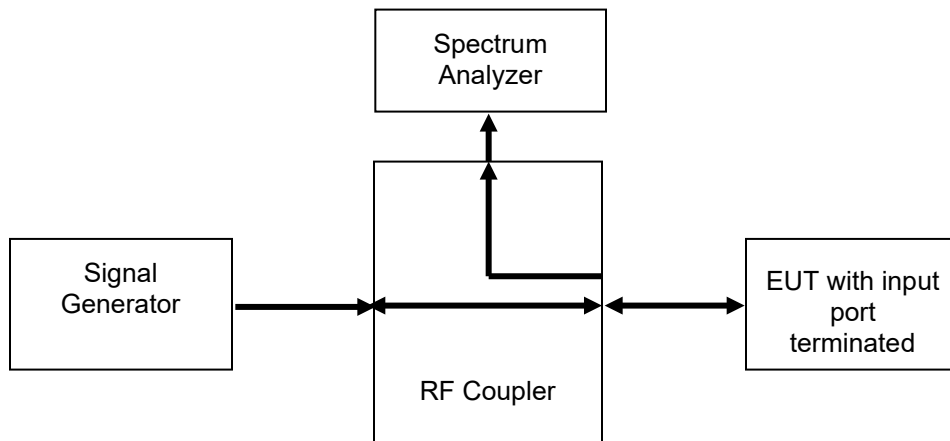 Spectrum
Analyzer
Signal
Generator
EUT with input
port
terminated
RF Coupler